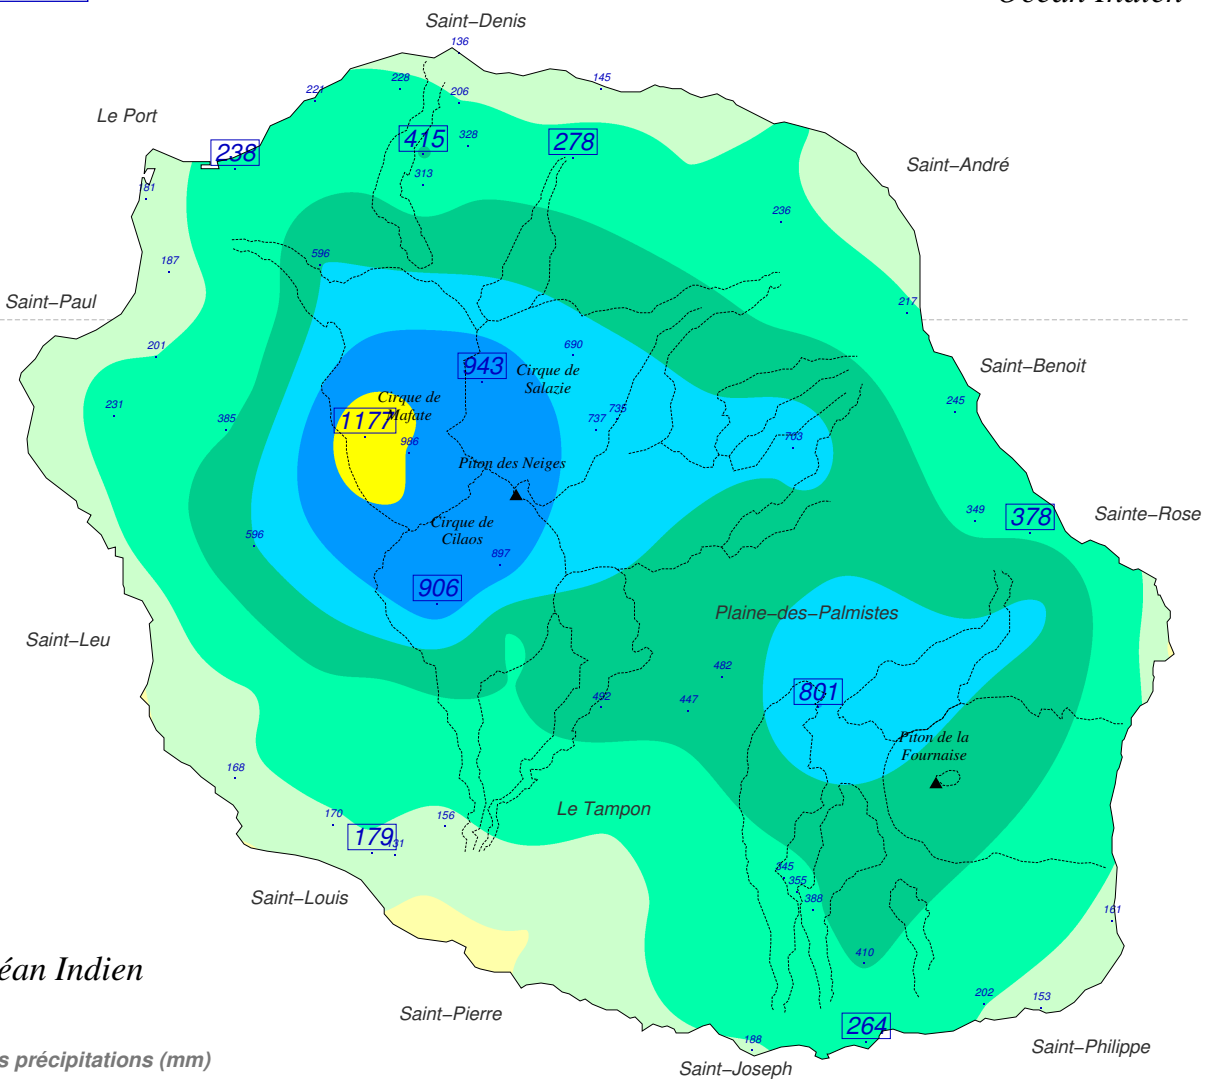 Saint–Denis
136
228
145
221
206
Le Port
415
328
278
238
Saint–André
313
181
236
596
187
Saint–Paul
217
201
690
943
Cirque de
Salazie
Saint–Benoit
Cirque de
Mafate
231
385
1177
737
735
245
986
703
Piton des Neiges
349
378
Sainte–Rose
Cirque de
Cilaos
596
897
906
Plaine–des–Palmistes
Saint–Leu
482
801
492
447
Piton de la
Fournaise
168
Le Tampon
170
156
179
131
345
355
Saint–Louis
388
161
410
éan Indien
202
153
Saint–Pierre
264
188
Saint–Philippe
s précipitations (mm)
Saint–Joseph